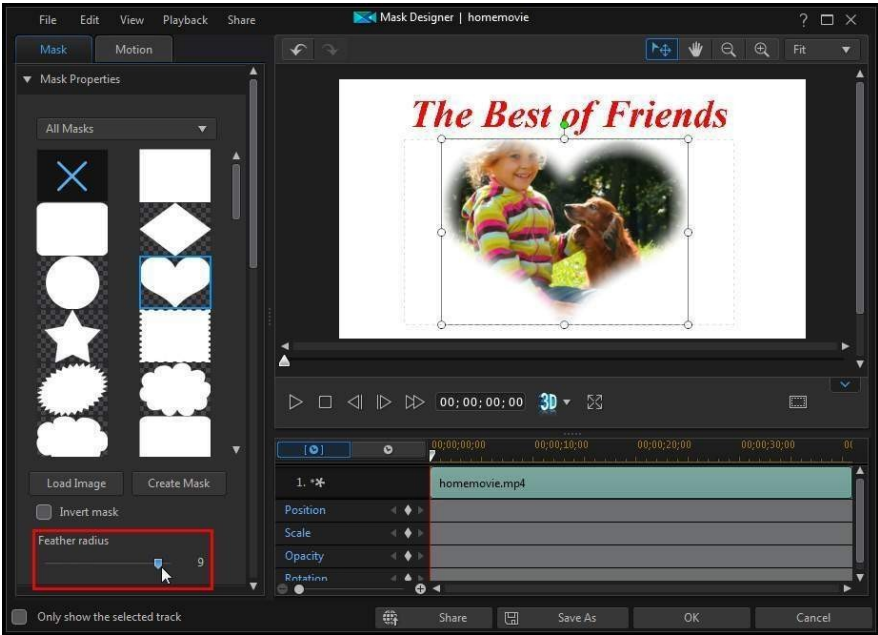 File Edit View Playback Share Mask Designer | homemovie ?
Mask Motion Fit
Mask Properties
All Masks
The Best of Friends
00;00;00;00 3D
00;00;00;00 00;00;10;00 00;00;20;00 00;00;30;00 00
1. homemovie.mp4
Load Image Create Mask
Position
Invert mask
Scale
Feather radius
9
Opacity
Rotation
Only show the selected track Share Save As OK Cancel